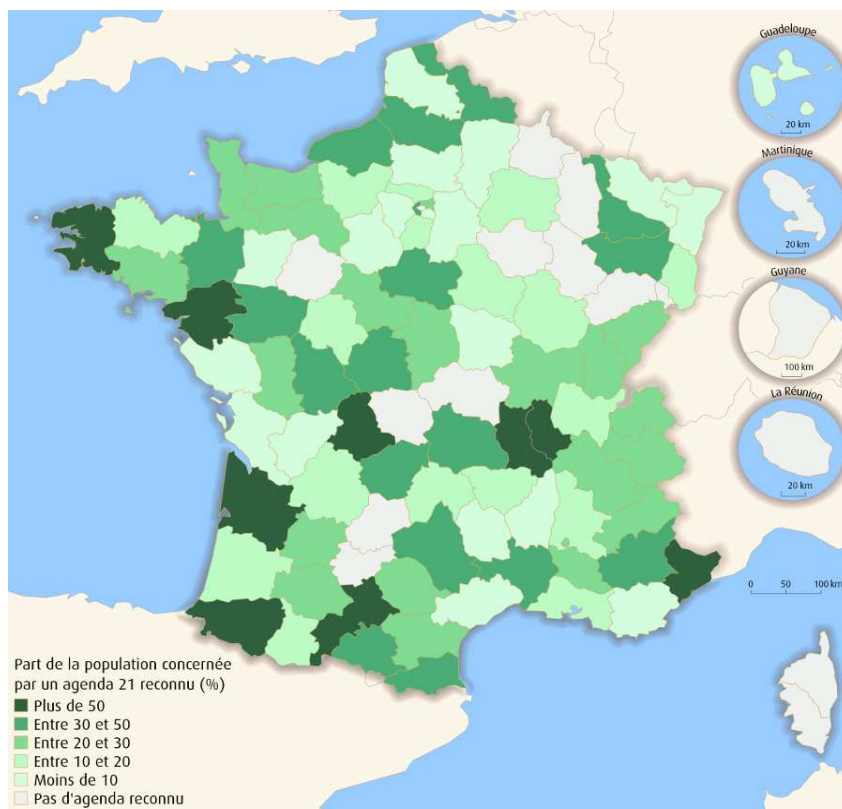 Guadeloupe
20 km
Martinique
20 km
Guyane
100 km
La Réunion
20 km
0 50 100 km
Part de la population concernée
par un agenda 21 reconnu (%)
Plus de 50
Entre 30 et 50
Entre 20 et 30
Entre 10 et 20
Moins de 10
Pas d'agenda reconnu